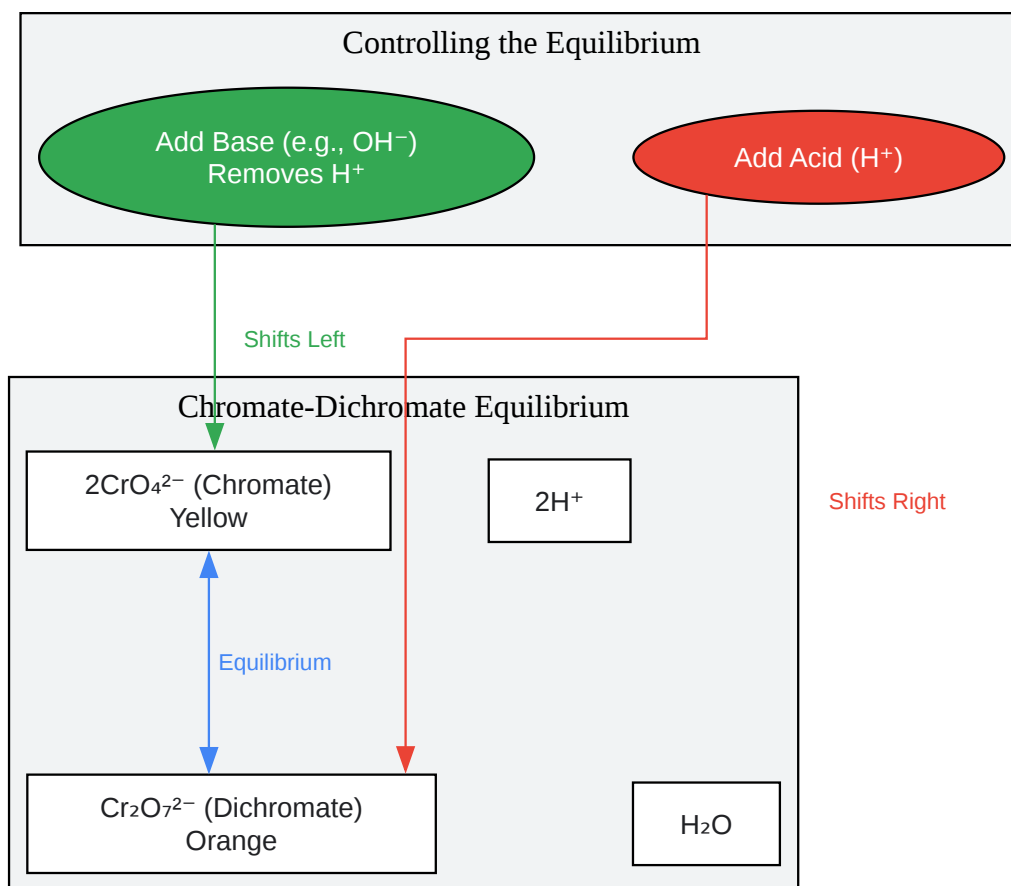 Controlling the Equilibrium
Add Base (e.g., OH⁻)
Removes H⁺
Add Acid (H⁺)
Shifts Left
Chromate-Dichromate Equilibrium
2CrO₄²⁻ (Chromate)
Yellow
2H⁺
Shifts Right
Equilibrium
Cr₂O₇²⁻ (Dichromate)
Orange
H₂O